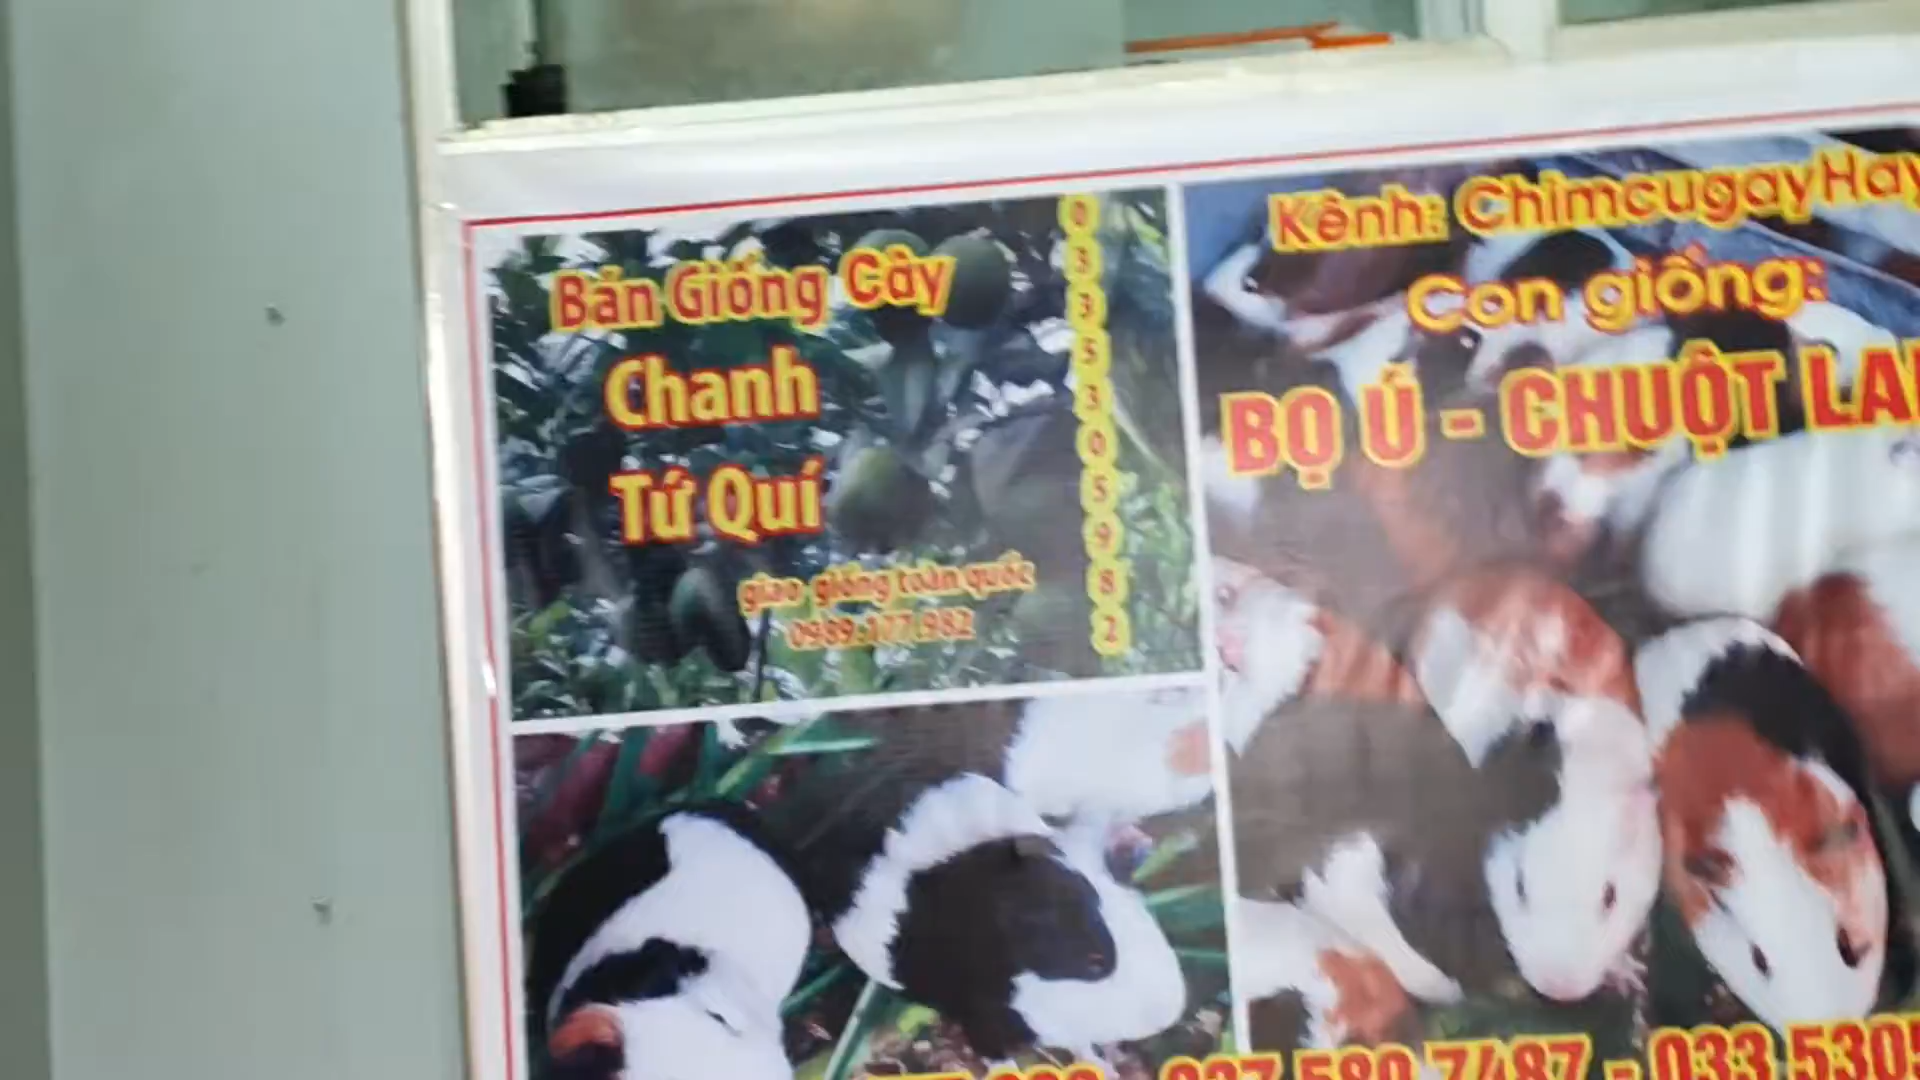 Bán Giống Cây
Chanh
Tứ Quí
giao giống toàn quốc
0989.177.982
0335305982
Kênh: ChimcugayHay
Con giống:
BỌ Ú - CHUỘT LA
037 580 7487 - 033 5305